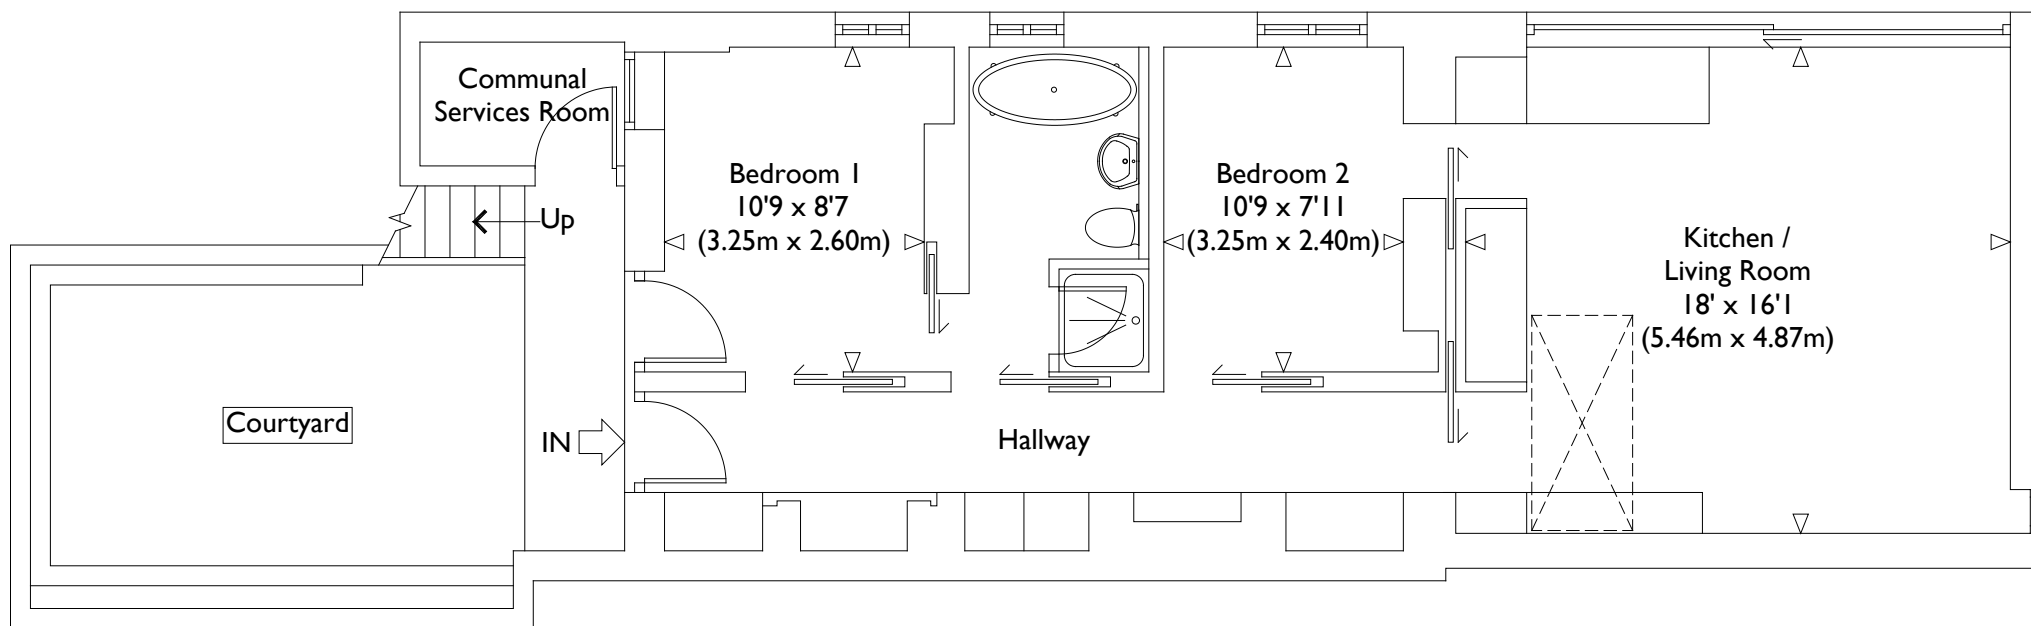 Communal
Services Room
Up
Courtyard
IN
Bedroom 1
10'9 x 8'7
(3.25m x 2.60m)
Bedroom 2
10'9 x 7'11
(3.25m x 2.40m)
Kitchen /
Living Room
18' x 16'1
(5.46m x 4.87m)
Hallway